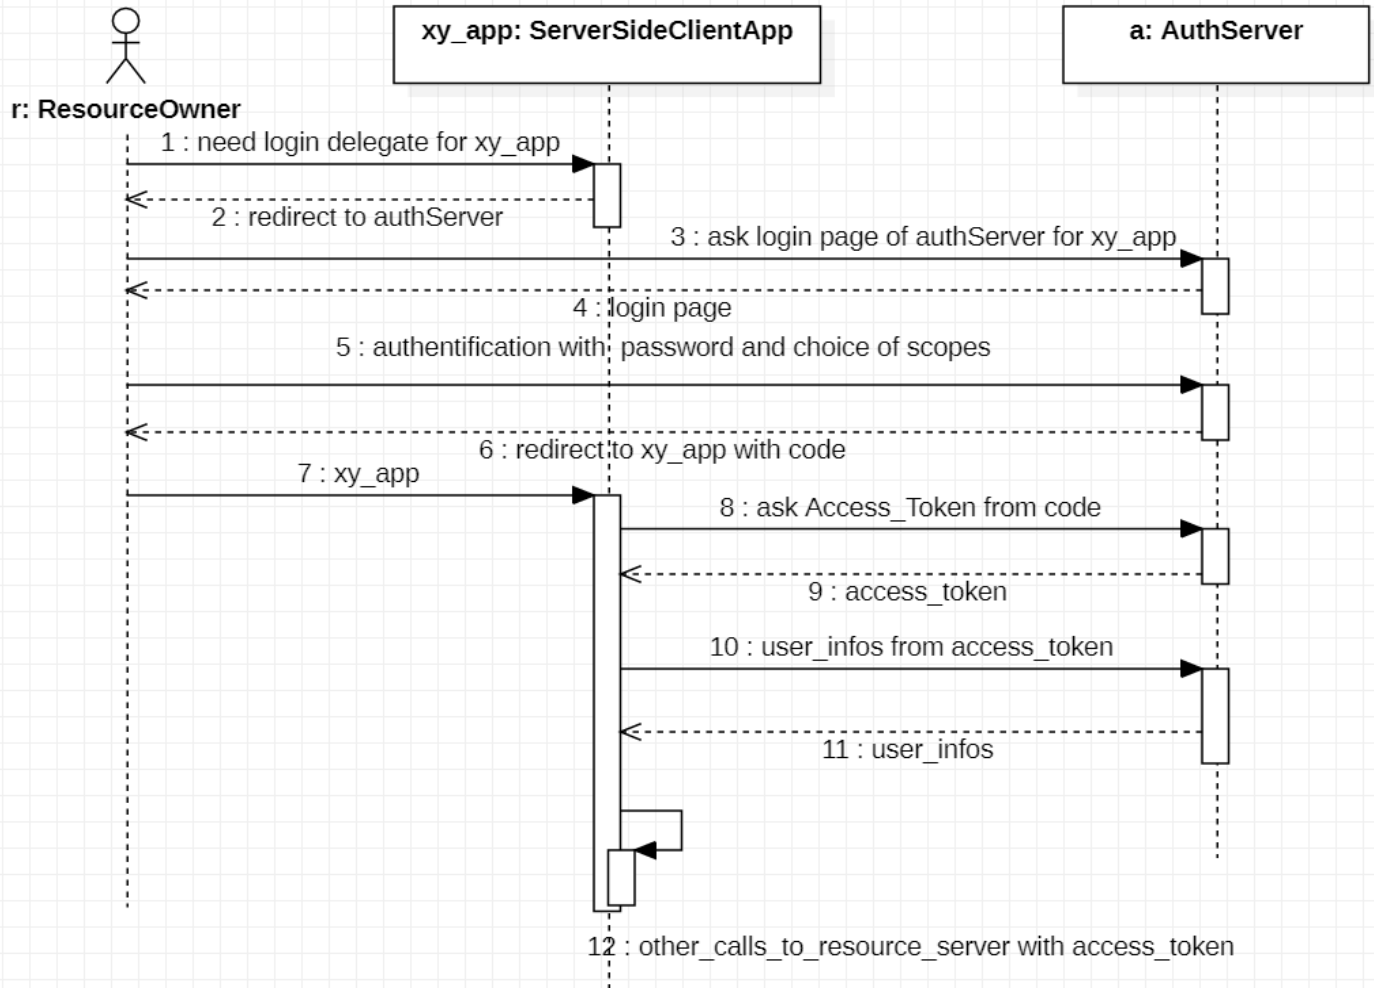 xy_app: ServerSideClientApp
a: AuthServer
r: ResourceOwner
1 : need login delegate for xy_app
2 : redirect to authServer
3 : ask login page of authServer for xy_app
4 : login page
5 : authentification with  password and choice of scopes
6 : redirect to xy_app with code
7 : xy_app
8 : ask Access_Token from code
9 : access_token
10 : user_infos from access_token
11 : user_infos
12 : other_calls_to_resource_server with access_token